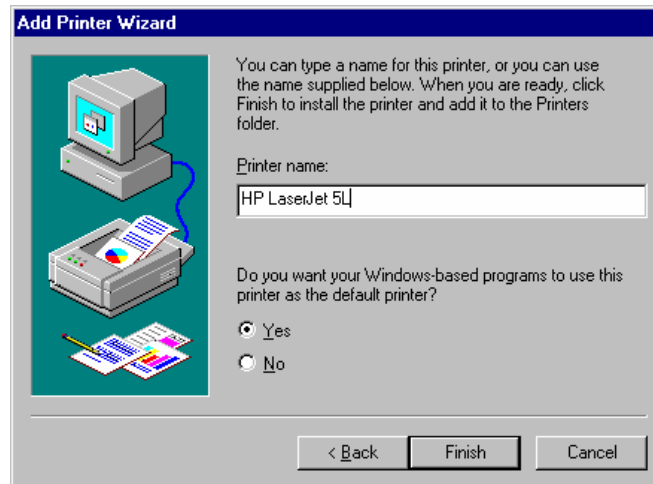 Add Printer Wizard
You can type a name for this printer, or you can use
the name supplied below. When you are ready, click
Finish to install the printer and add it to the Printers
folder.
Printer name:
HP LaserJet 5L
Do you want your Windows-based programs to use this
printer as the default printer?
Yes
No
< Back
Finish
Cancel